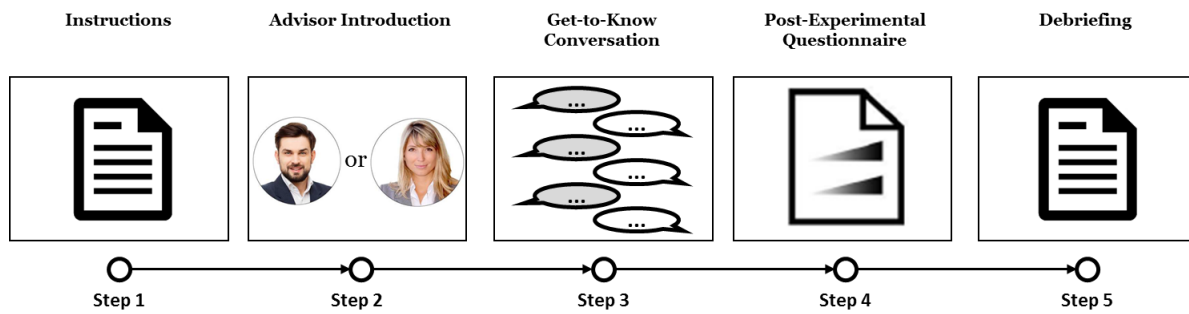 Instructions
Advisor Introduction
Get-to-Know
Conversation
Post-Experimental
Questionnaire
Debriefing
or
...
...
...
...
...
...
Step 1
Step 2
Step 3
Step 4
Step 5